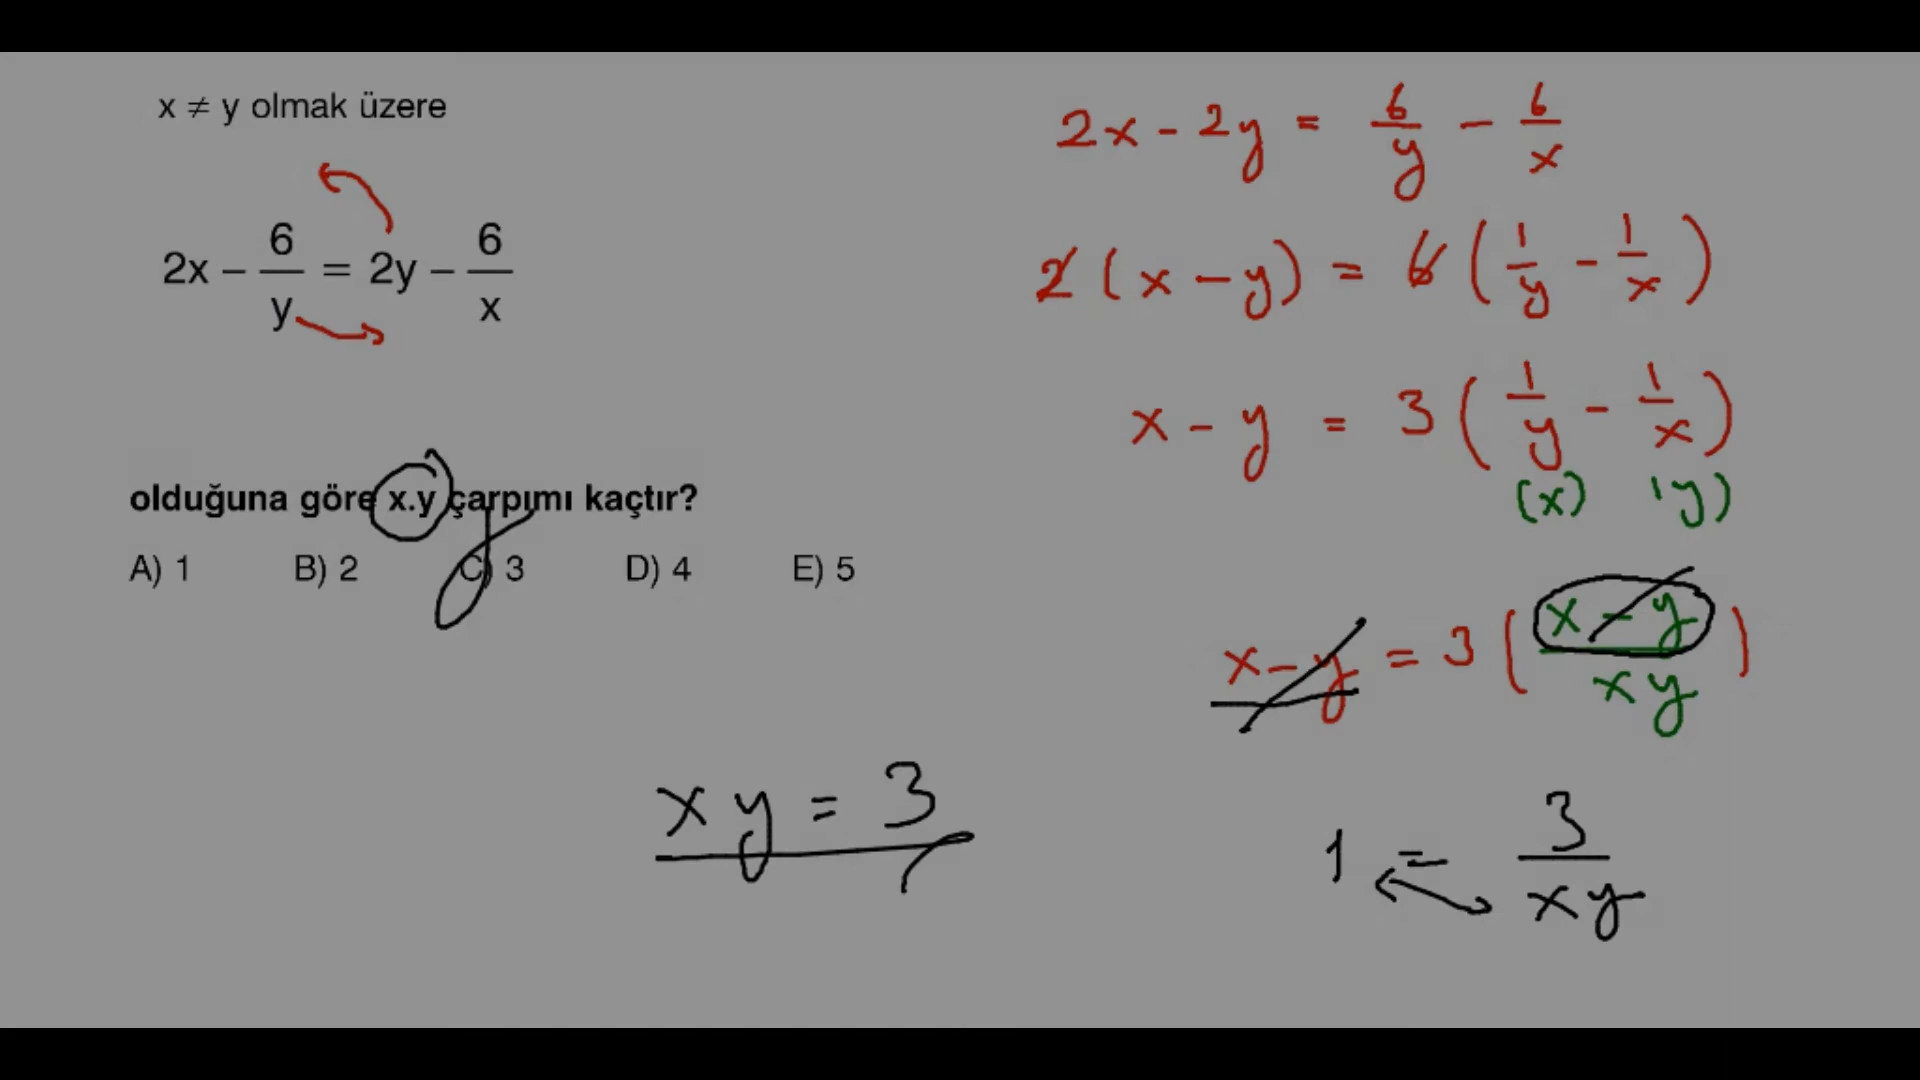 x ≠ y olmak üzere
2x - 6/y = 2y - 6/x
olduğuna göre x.y çarpımı kaçtır?
A) 1 B) 2 C) 3 D) 4 E) 5
2x - 2y = 6/y - 6/x
2(x - y) = 6(1/y - 1/x)
x - y = 3(1/y - 1/x)
(x) (y)
x - y = 3((x - y)/xy)
1 = 3/xy
xy = 3